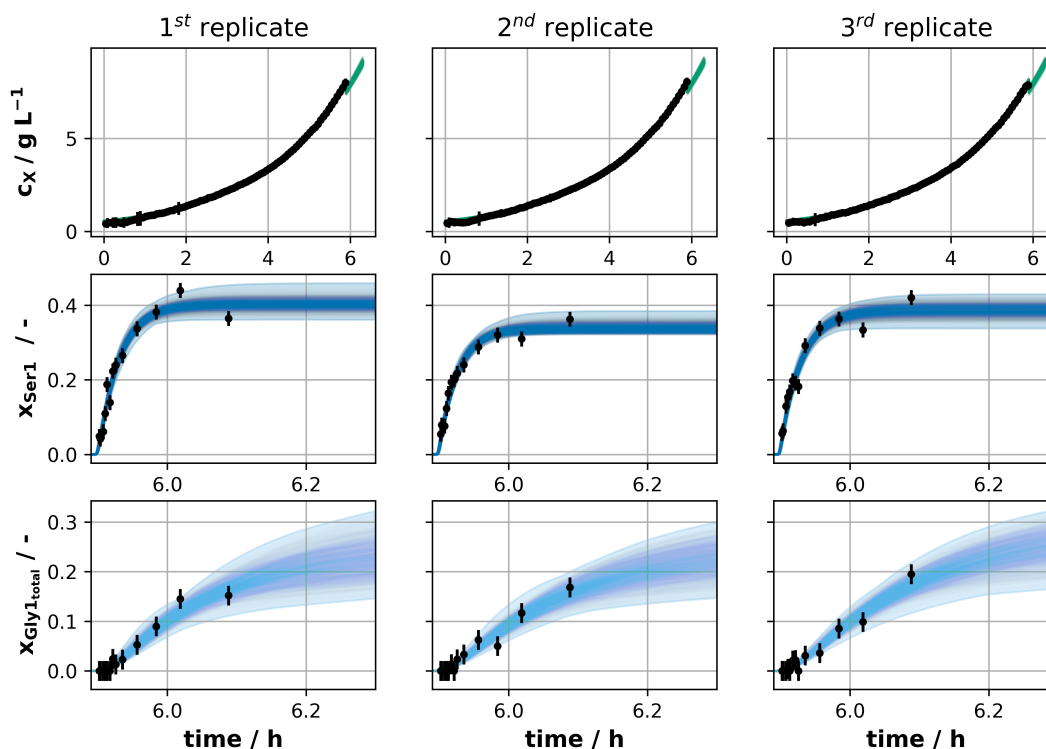 1st replicate 2nd replicate 3rd replicate
cX / g L−1
5
0
0 2 4 6 0 2 4 6 0 2 4 6
xSer1 / -
0.4
0.2
0.0
6.0 6.2 6.0 6.2 6.0 6.2
xGly1total / -
0.3
0.2
0.1
0.0
6.0 6.2 6.0 6.2 6.0 6.2
time / h time / h time / h